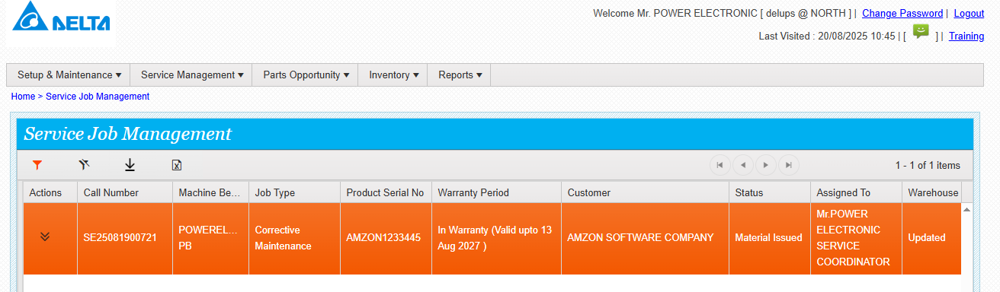 DELTA
Welcome Mr. POWER ELECTRONIC [ delups @ NORTH ] | Change Password | Logout
Last Visited : 20/08/2025 10:45 | [ ] | Training
Setup & Maintenance Service Management Parts Opportunity Inventory Reports
Home > Service Job Management
Service Job Management
1 - 1 of 1 items
Actions Call Number Machine Be... Job Type Product Serial No Warranty Period Customer Status Assigned To Warehouse
SE25081900721
POWEREL...
PB
Corrective
Maintenance
AMZON1233445
In Warranty (Valid upto 13
Aug 2027 )
AMZON SOFTWARE COMPANY
Material Issued
Mr.POWER
ELECTRONIC
SERVICE
COORDINATOR
Updated